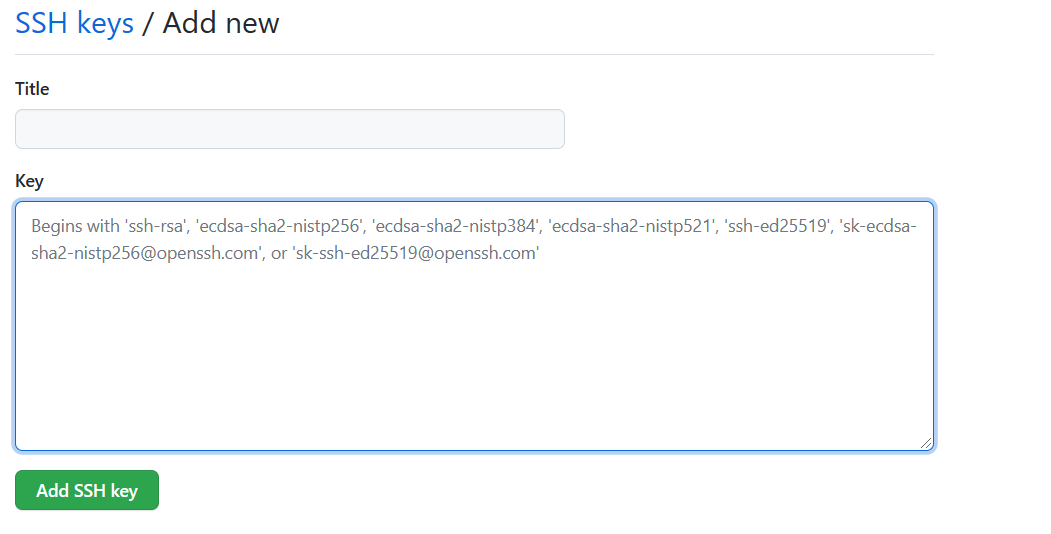 SSH keys / Add new
Title
Key
Begins with 'ssh-rsa', 'ecdsa-sha2-nistp256', 'ecdsa-sha2-nistp384', 'ecdsa-sha2-nistp521', 'ssh-ed25519', 'sk-ecdsa-
sha2-nistp256@openssh.com', or 'sk-ssh-ed25519@openssh.com'
Add SSH key